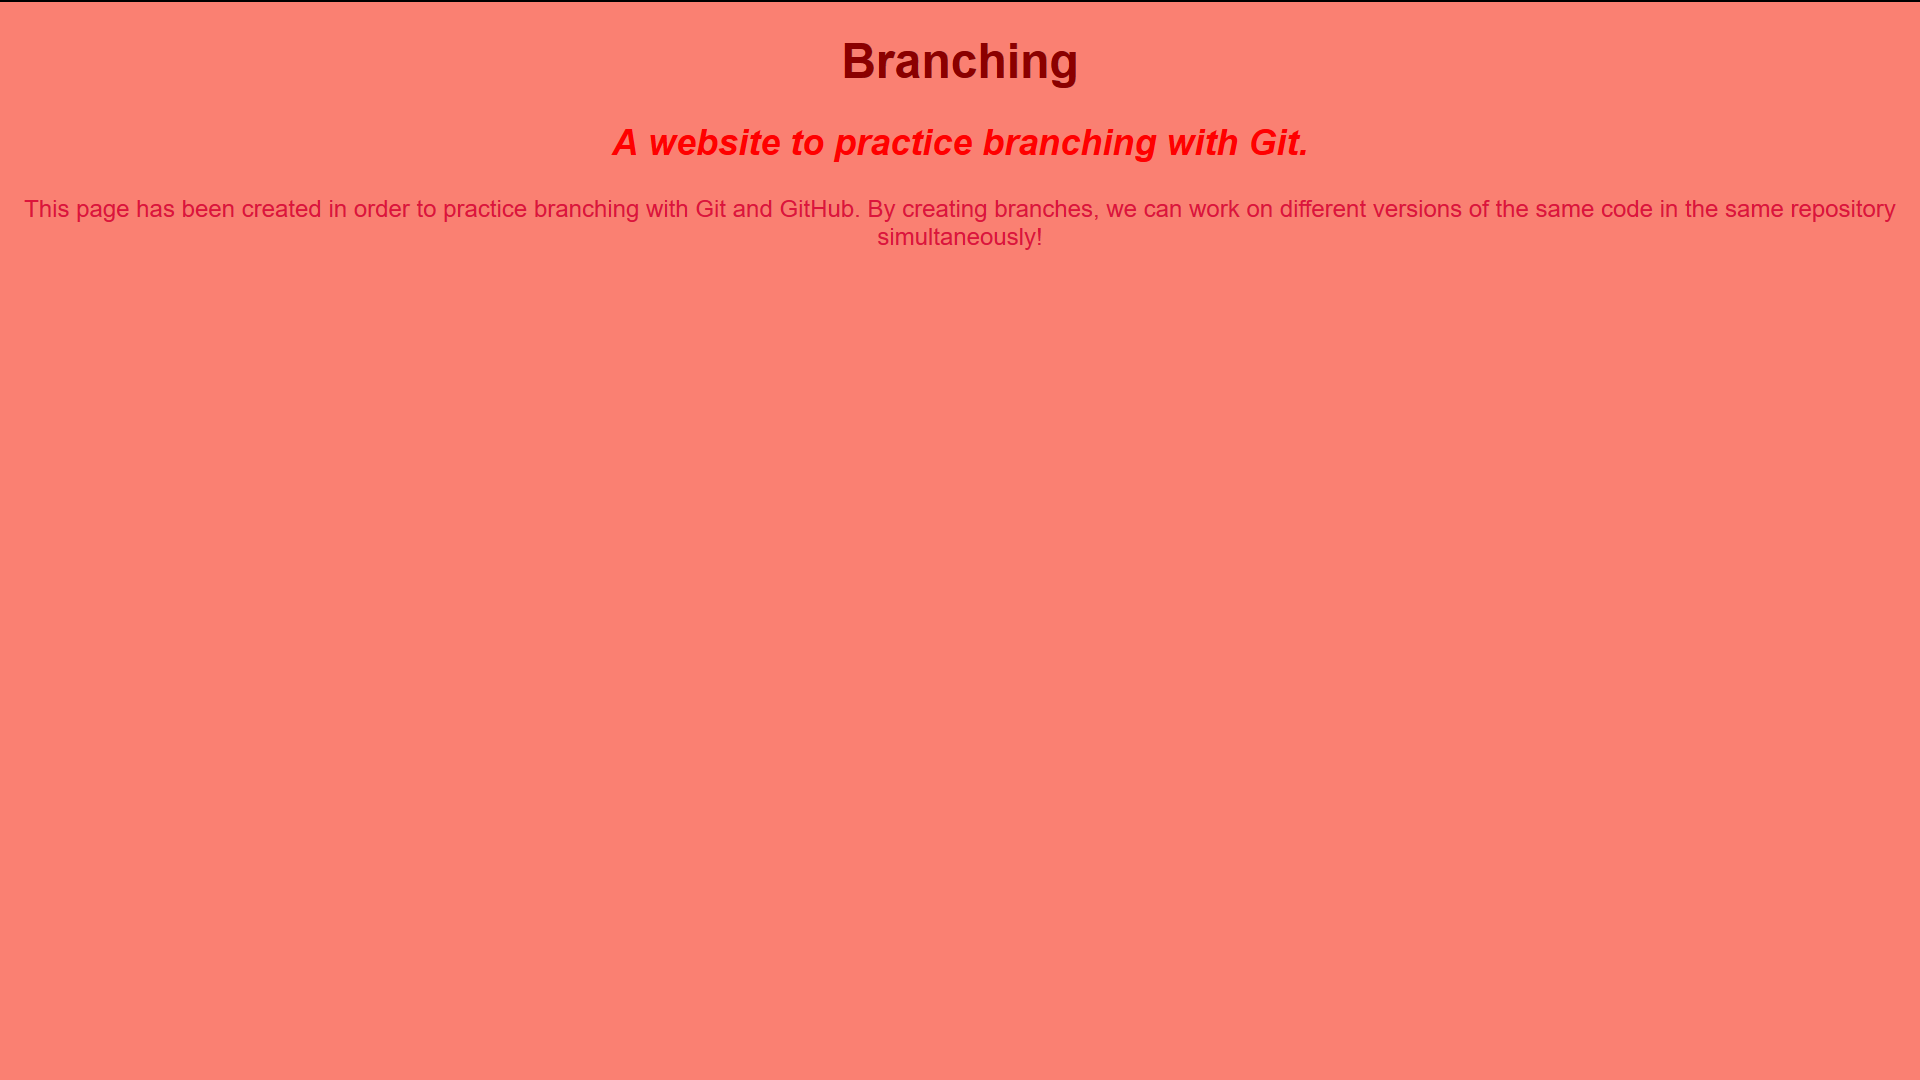 Branching
A website to practice branching with Git.
This page has been created in order to practice branching with Git and GitHub. By creating branches, we can work on different versions of the same code in the same repository
simultaneously!